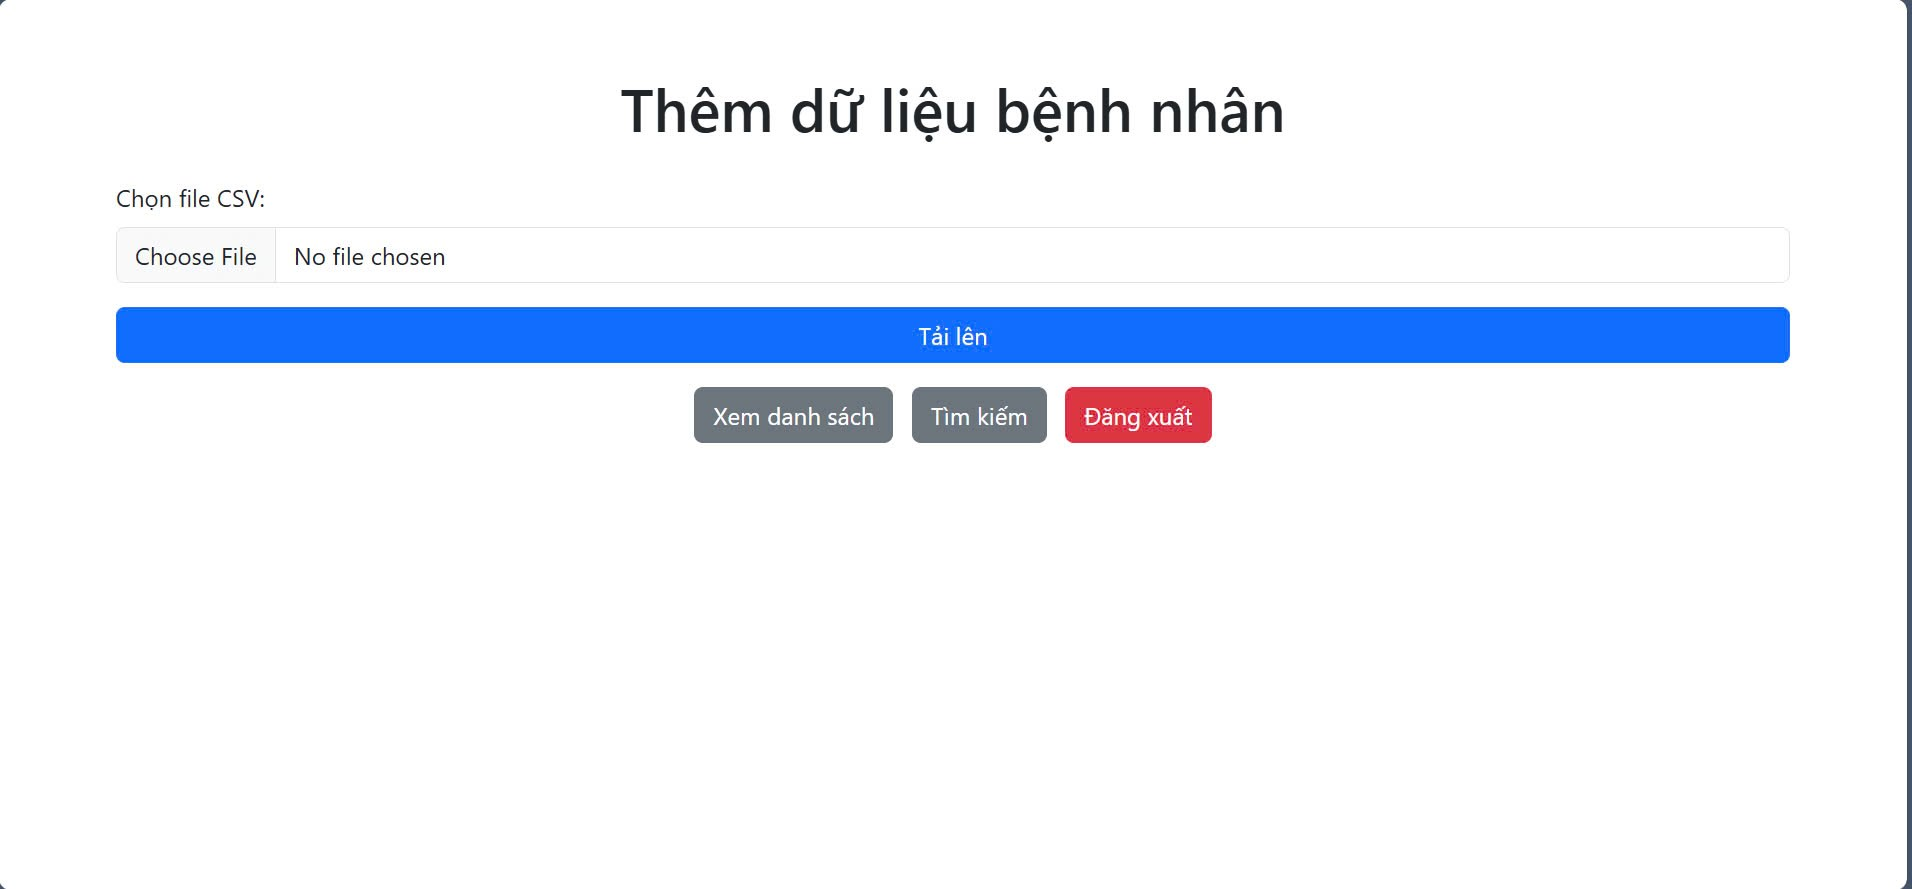 Thêm dữ liệu bệnh nhân
Chọn file CSV:
Choose File No file chosen
Tải lên
Xem danh sách Tìm kiếm Đăng xuất